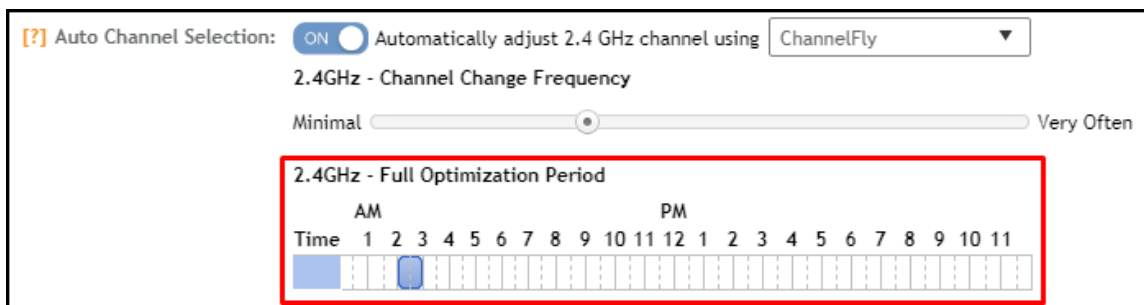 [?] Auto Channel Selection: ON Automatically adjust 2.4 GHz channel using ChannelFly
2.4GHz - Channel Change Frequency
Minimal Very Often
2.4GHz - Full Optimization Period
AM PM
Time 1 2 3 4 5 6 7 8 9 10 11 12 1 2 3 4 5 6 7 8 9 10 11